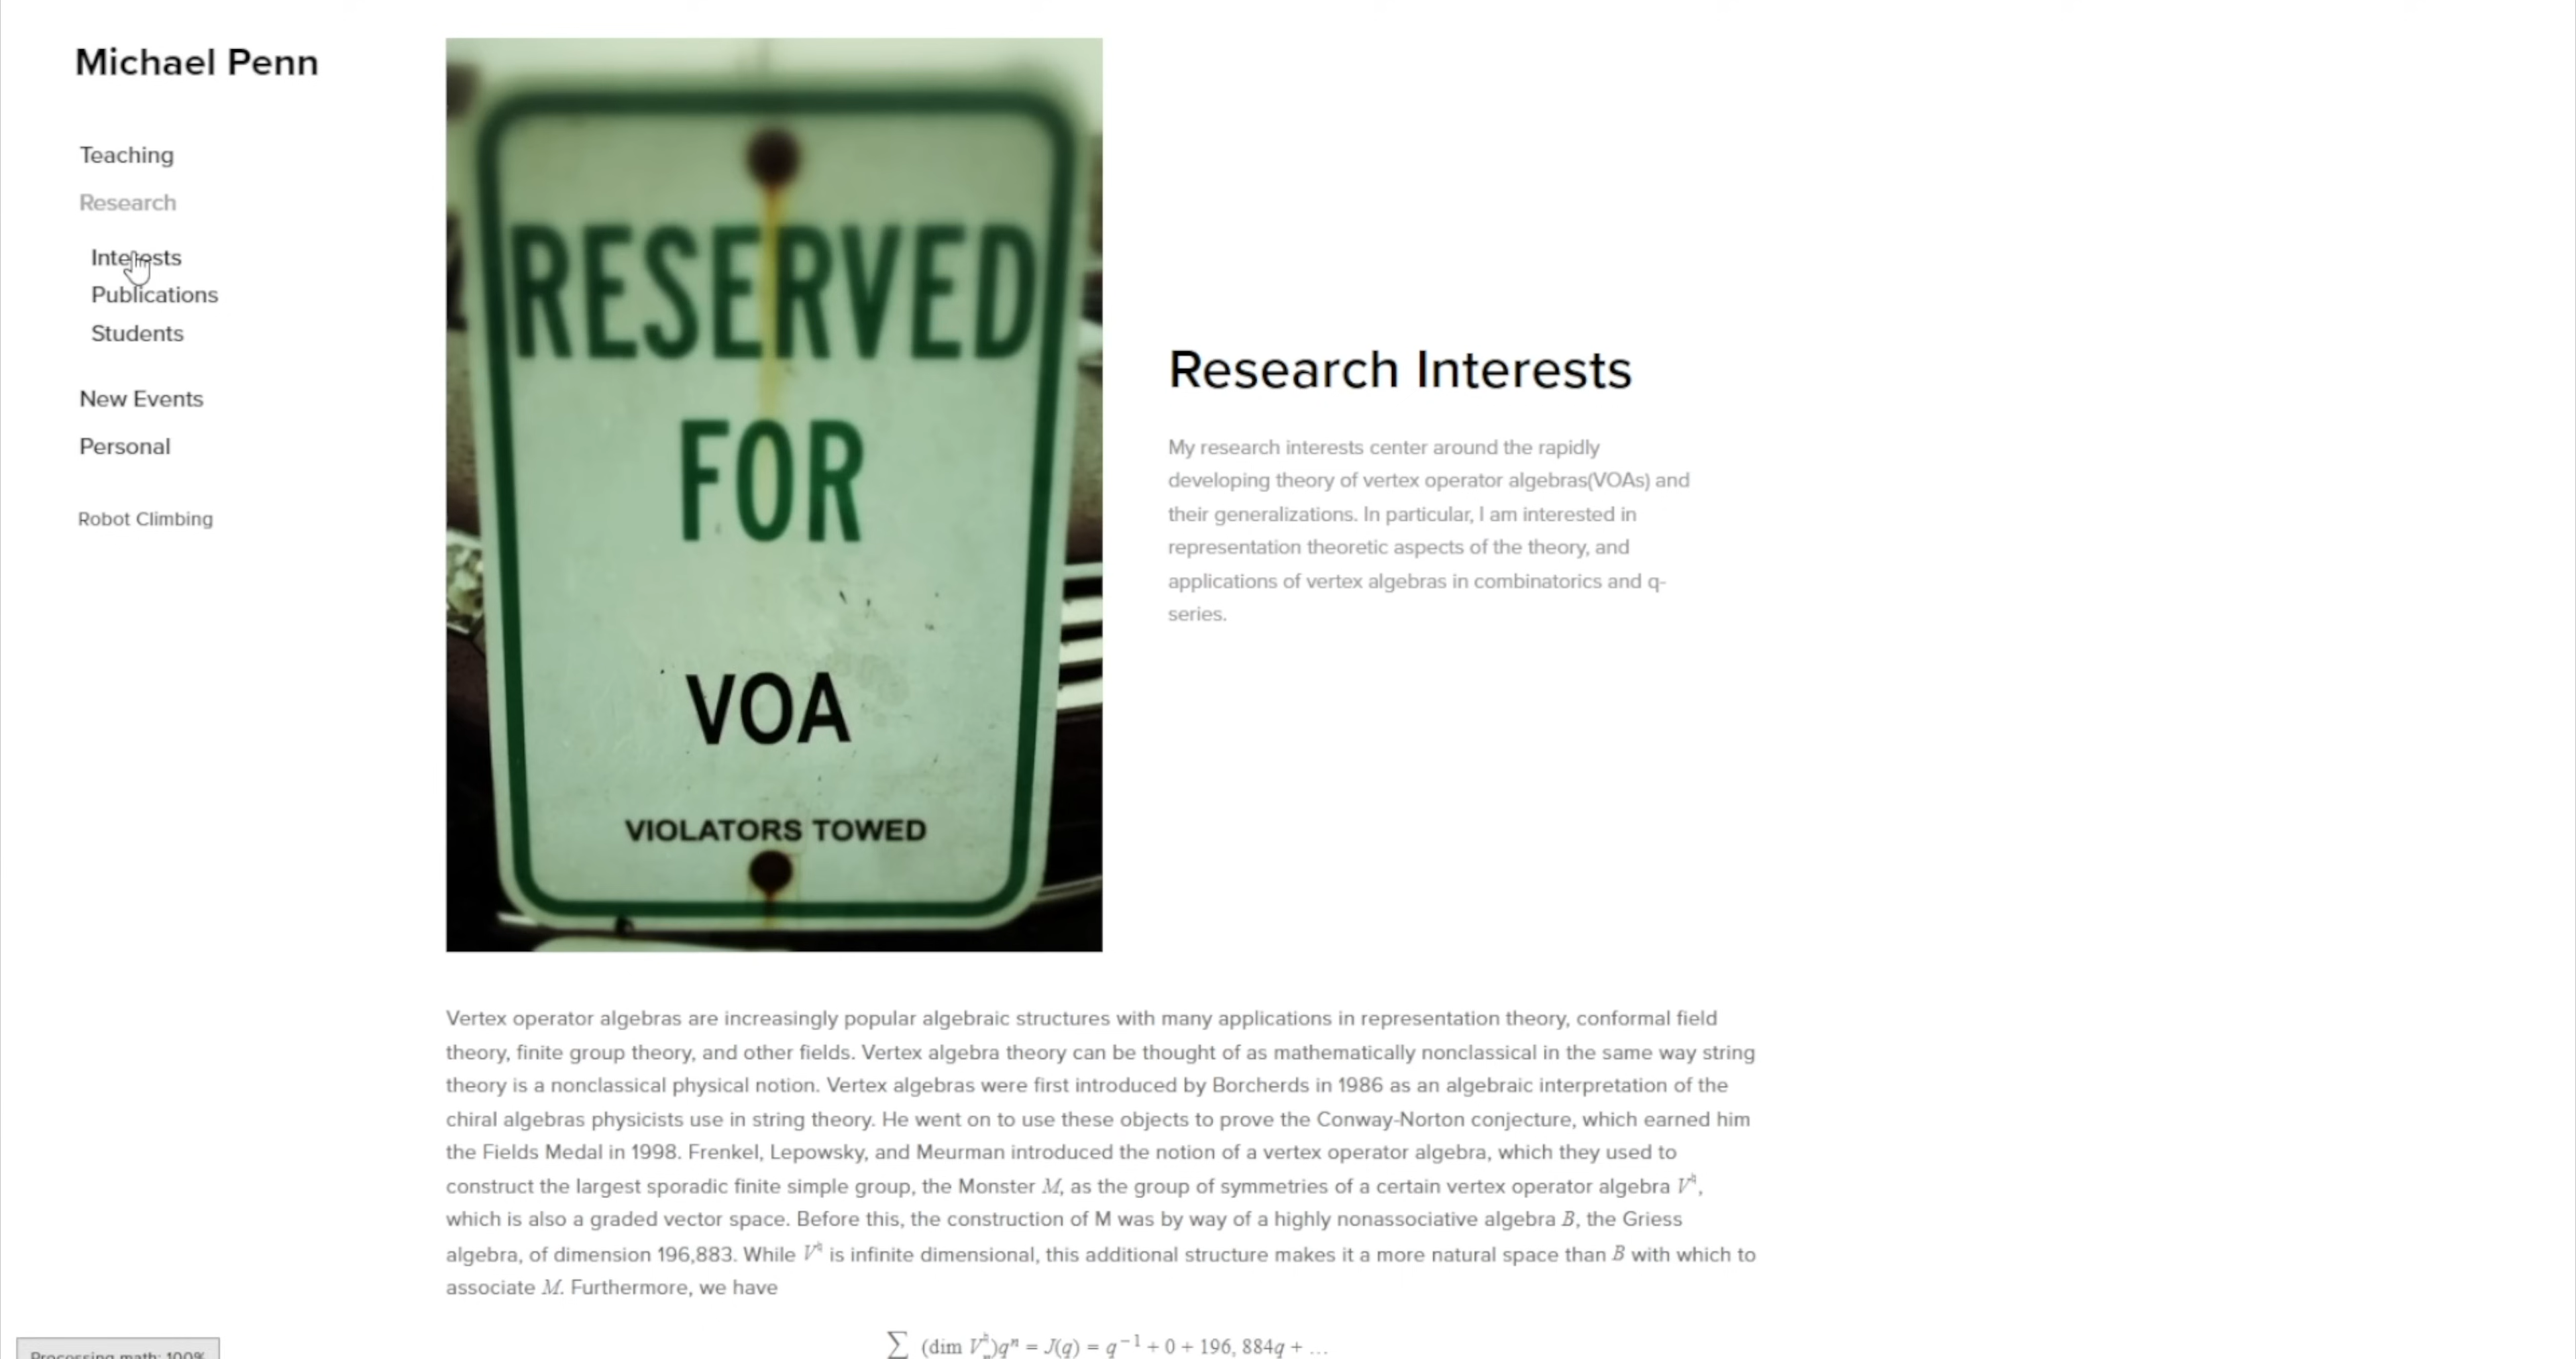 Michael Penn
Teaching
Research
Interests
Publications
Students
New Events
Personal
Robot Climbing
RESERVED
FOR
VOA
VIOLATORS TOWED
Research Interests
My research interests center around the rapidly
developing theory of vertex operator algebras(VOAs) and
their generalizations. In particular, I am interested in
representation theoretic aspects of the theory, and
applications of vertex algebras in combinatorics and q-
series.
Vertex operator algebras are increasingly popular algebraic structures with many applications in representation theory, conformal field
theory, finite group theory, and other fields. Vertex algebra theory can be thought of as mathematically nonclassical in the same way string
theory is a nonclassical physical notion. Vertex algebras were first introduced by Borcherds in 1986 as an algebraic interpretation of the
chiral algebras physicists use in string theory. He went on to use these objects to prove the Conway-Norton conjecture, which earned him
the Fields Medal in 1998. Frenkel, Lepowsky, and Meurman introduced the notion of a vertex operator algebra, which they used to
construct the largest sporadic finite simple group, the Monster M, as the group of symmetries of a certain vertex operator algebra V♮,
which is also a graded vector space. Before this, the construction of M was by way of a highly nonassociative algebra B, the Griess
algebra, of dimension 196,883. While V♮ is infinite dimensional, this additional structure makes it a more natural space than B with which to
associate M. Furthermore, we have
∑ (dim V♮ₙ)qⁿ = J(q) = q⁻¹ + 0 + 196, 884q + …
Processing math: 100%